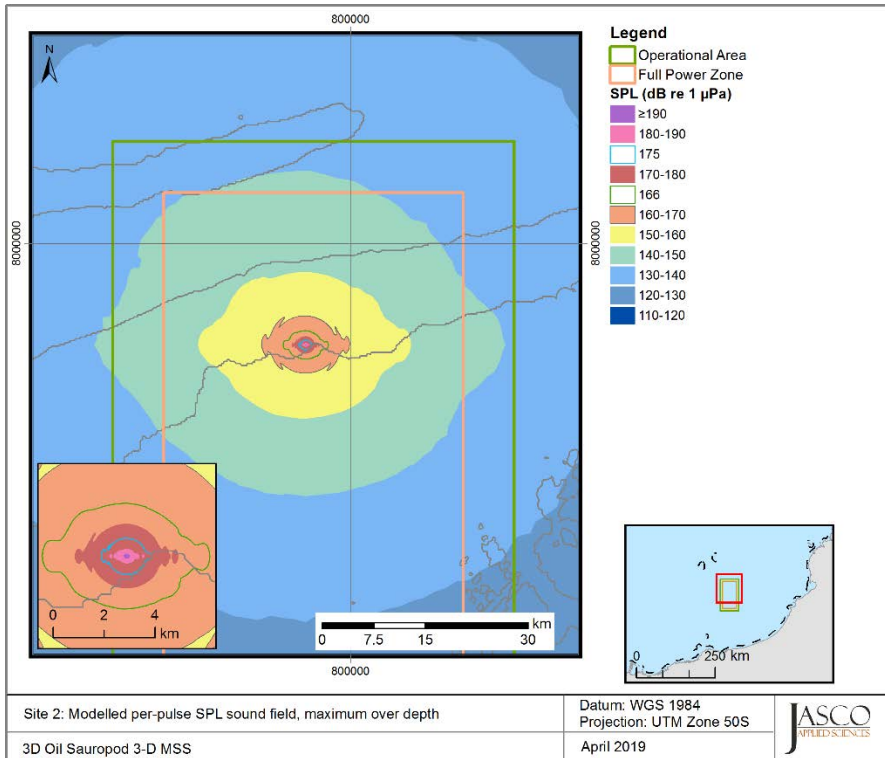 800000
N
8000000
8000000
0 2 4
km
km
0 7.5 15 30
800000
Legend
Operational Area
Full Power Zone
SPL (dB re 1 µPa)
≥190
180-190
175
170-180
166
160-170
150-160
140-150
130-140
120-130
110-120
0 250 km
Site 2: Modelled per-pulse SPL sound field, maximum over depth
Datum: WGS 1984
Projection: UTM Zone 50S
3D Oil Sauropod 3-D MSS
April 2019
JASCO
APPLIED SCIENCES